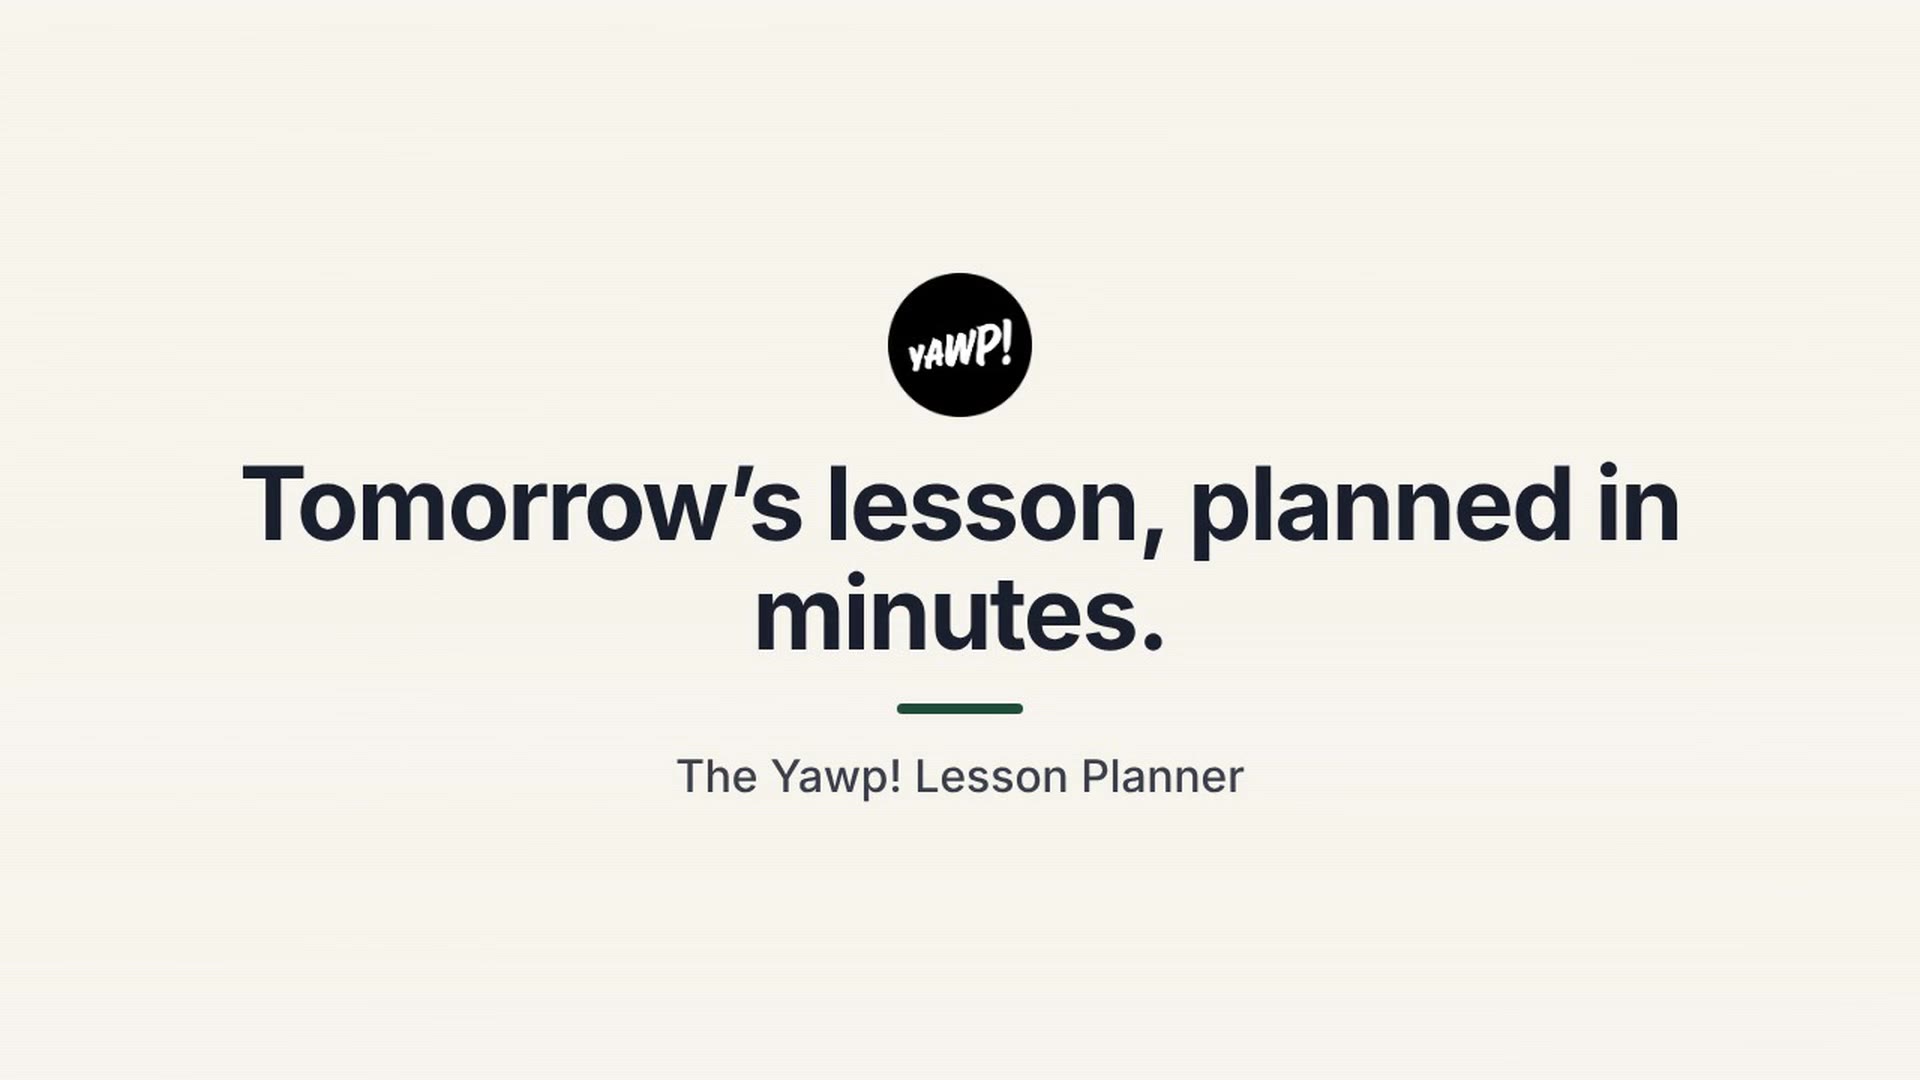 YAWP!
Tomorrow’s lesson, planned in
minutes.
The Yawp! Lesson Planner